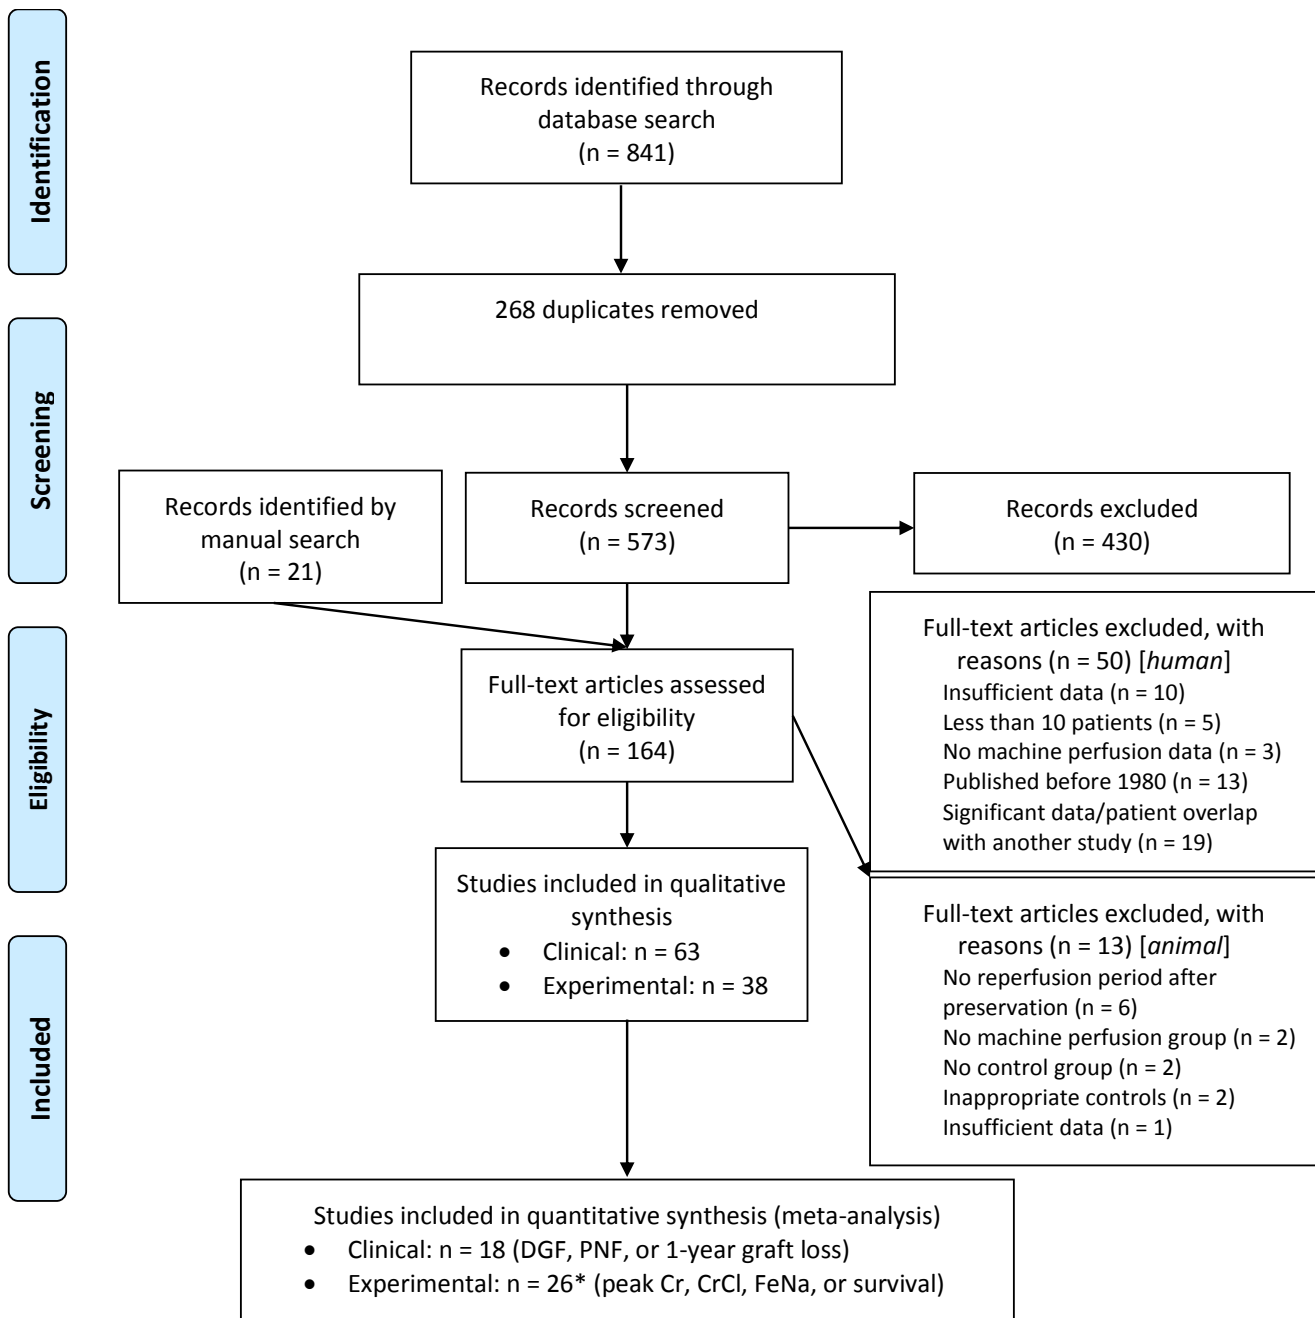 Identification
Screening
Eligibility
Included
Records identified through
database search
(n = 841)
268 duplicates removed
Records identified by
manual search
(n = 21)
Records screened
(n = 573)
Records excluded
(n = 430)
Full-text articles assessed
for eligibility
(n = 164)
Full-text articles excluded, with
reasons (n = 50) [human]
Insufficient data (n = 10)
Less than 10 patients (n = 5)
No machine perfusion data (n = 3)
Published before 1980 (n = 13)
Significant data/patient overlap
with another study (n = 19)
Full-text articles excluded, with
reasons (n = 13) [animal]
No reperfusion period after
preservation (n = 6)
No machine perfusion group (n = 2)
No control group (n = 2)
Inappropriate controls (n = 2)
Insufficient data (n = 1)
Studies included in qualitative
synthesis
• Clinical: n = 63
• Experimental: n = 38
Studies included in quantitative synthesis (meta-analysis)
• Clinical: n = 18 (DGF, PNF, or 1-year graft loss)
• Experimental: n = 26* (peak Cr, CrCl, FeNa, or survival)